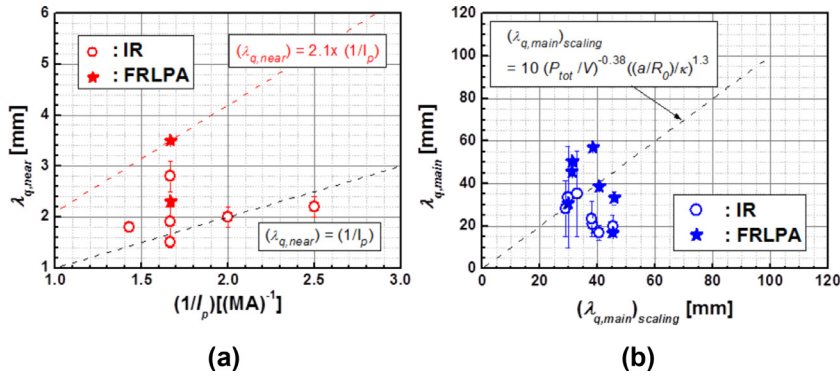 6
5
4
3
2
1
λq,near [mm]
: IR
: FRLPA
(λq,near) = 2.1x (1/Ip)
(λq,near) = (1/Ip)
1.0 1.5 2.0 2.5 3.0
(1/Ip)[(MA)-1]
(a)
120
100
80
60
40
20
0
λq,main [mm]
(λq,main)scaling
= 10 (Ptot /V)-0.38((a/R0)/κ)1.3
: IR
: FRLPA
0 20 40 60 80 100 120
(λq,main)scaling [mm]
(b)